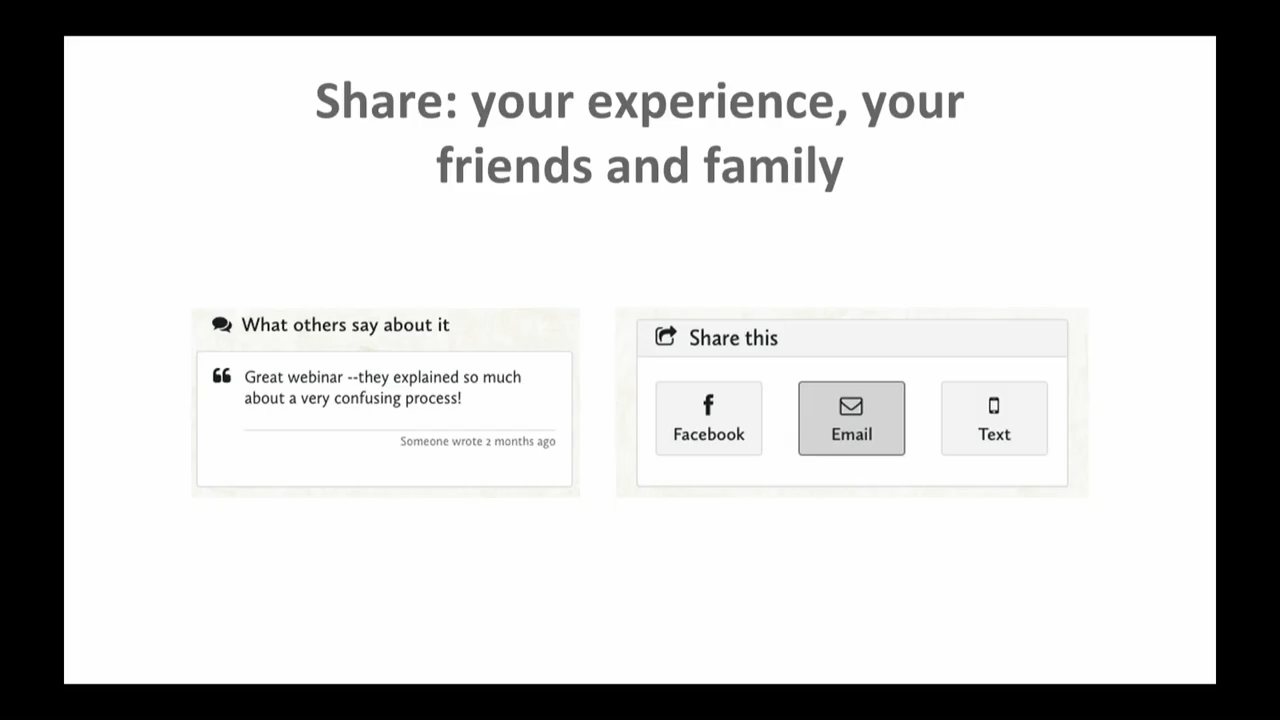 Share: your experience, your
friends and family
What others say about it
Great webinar --they explained so much
about a very confusing process!
Someone wrote 2 months ago
Share this
Facebook
Email
Text